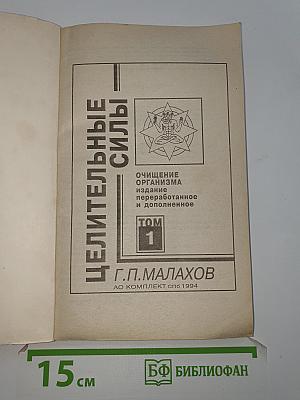 ЦЕЛИТЕЛЬНЫЕ
СИЛЫ
ОЧИЩЕНИЕ
ОРГАНИЗМА
издание
переработанное
и дополненное
ТОМ
1
Г.П.МАЛАХОВ
АО КОМПЛЕКТ спб 1994
15 см
БФ БИБЛИОФАН